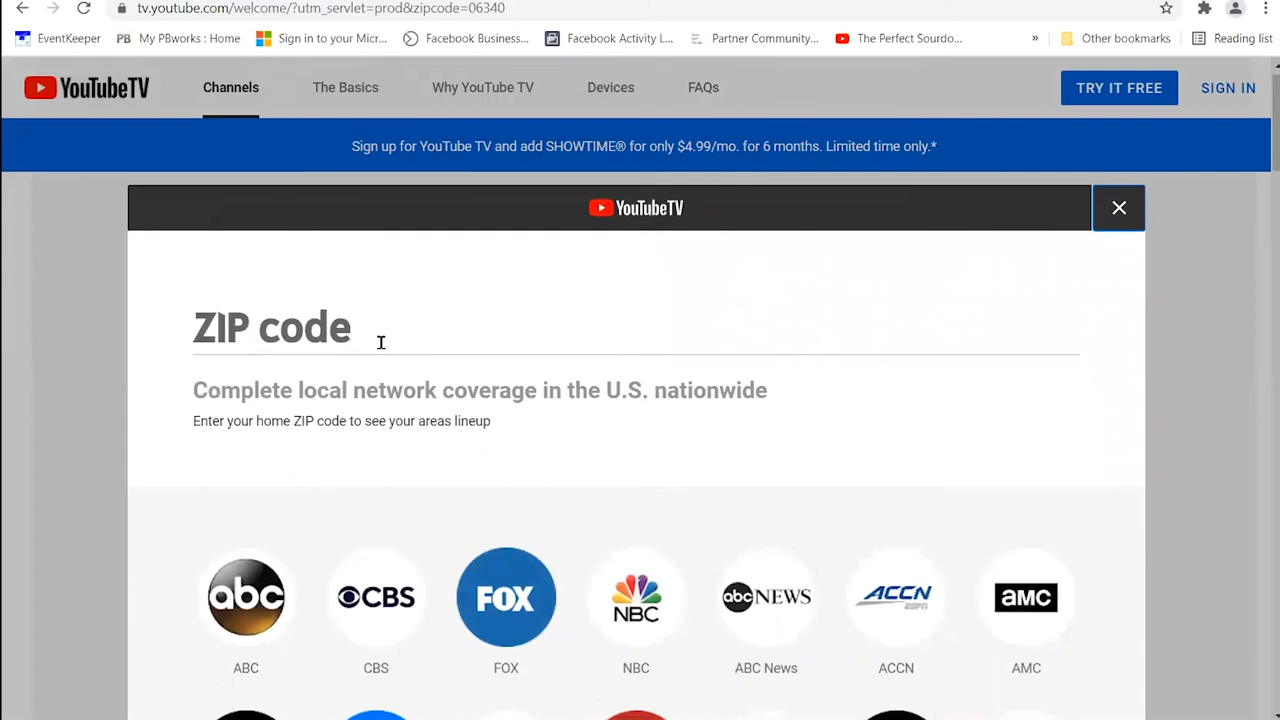 tv.youtube.com/welcome/?utm_servlet=prod&zipcode=06340
EventKeeper PB My PBworks : Home Sign in to your Micr... Facebook Business... Facebook Activity L... Partner Community... The Perfect Sourdo... » Other bookmarks Reading list
YouTubeTV Channels The Basics Why YouTube TV Devices FAQs TRY IT FREE SIGN IN
Sign up for YouTube TV and add SHOWTIME® for only $4.99/mo. for 6 months. Limited time only.*
YouTubeTV
ZIP code
Complete local network coverage in the U.S. nationwide
Enter your home ZIP code to see your areas lineup
abc CBS FOX NBC abc NEWS ACCN ESPN aMC
ABC CBS FOX NBC ABC News ACCN AMC